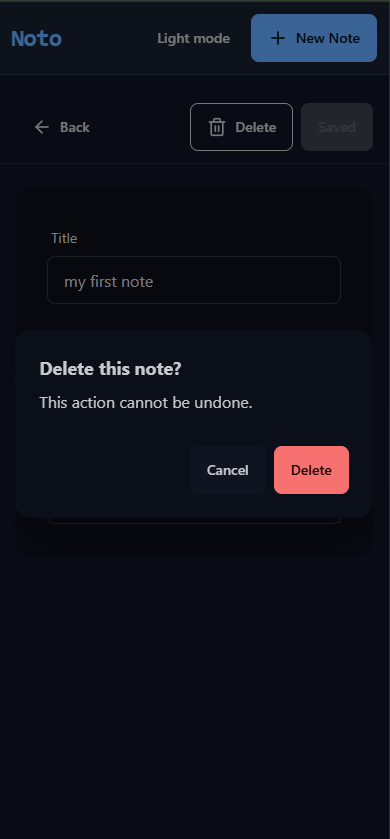 Noto
Light mode
New Note
Back
Delete
Saved
Title
my first note
Delete this note?
This action cannot be undone.
Cancel
Delete